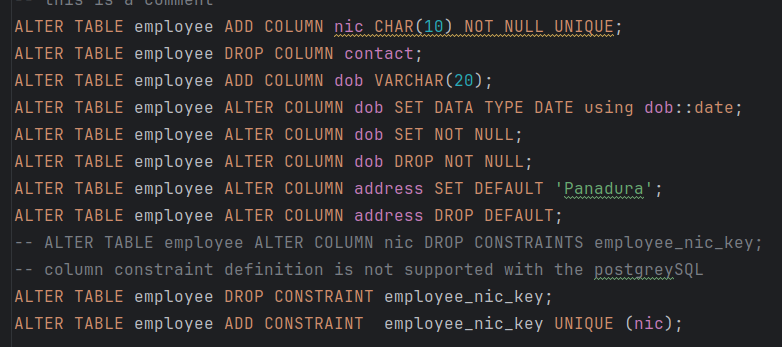 -- this is a comment
ALTER TABLE employee ADD COLUMN nic CHAR(10) NOT NULL UNIQUE;
ALTER TABLE employee DROP COLUMN contact;
ALTER TABLE employee ADD COLUMN dob VARCHAR(20);
ALTER TABLE employee ALTER COLUMN dob SET DATA TYPE DATE using dob::date;
ALTER TABLE employee ALTER COLUMN dob SET NOT NULL;
ALTER TABLE employee ALTER COLUMN dob DROP NOT NULL;
ALTER TABLE employee ALTER COLUMN address SET DEFAULT 'Panadura';
ALTER TABLE employee ALTER COLUMN address DROP DEFAULT;
-- ALTER TABLE employee ALTER COLUMN nic DROP CONSTRAINTS employee_nic_key;
-- column constraint definition is not supported with the postgreySQL
ALTER TABLE employee DROP CONSTRAINT employee_nic_key;
ALTER TABLE employee ADD CONSTRAINT  employee_nic_key UNIQUE (nic);